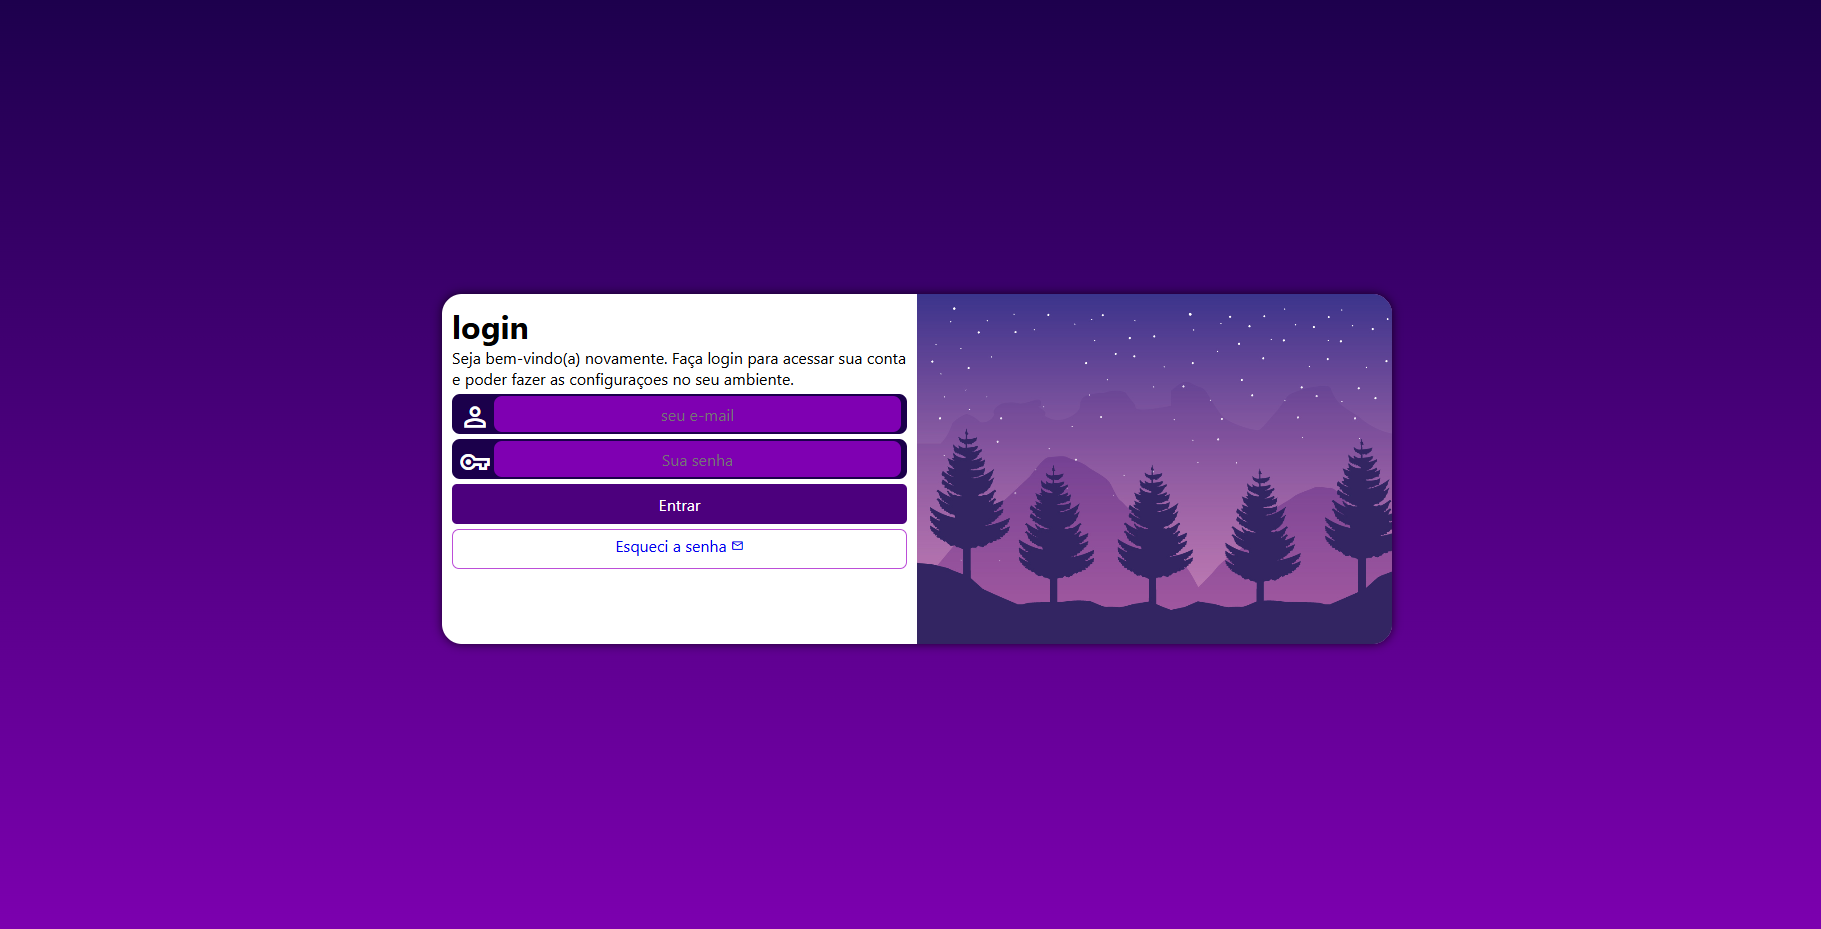 login
Seja bem-vindo(a) novamente. Faça login para acessar sua conta
e poder fazer as configuraçoes no seu ambiente.
seu e-mail
Sua senha
Entrar
Esqueci a senha